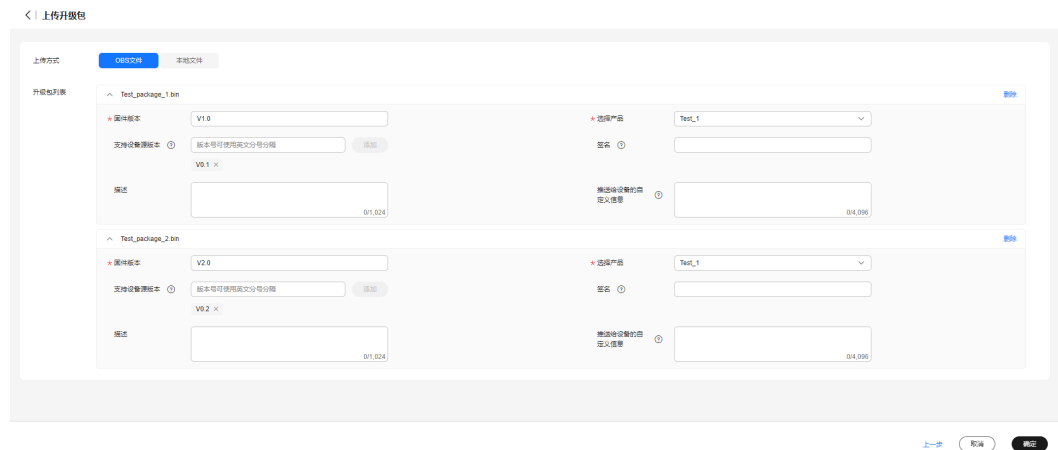 上传升级包
上传方式 OBS文件 本地文件
升级包列表 Test_package_1.bin 删除
* 固件版本 V1.0 * 选择产品 Test_1
支持设备源版本 版本号可使用英文分号分隔 添加 签名
V0.1 ×
描述 0/1,024 推送给设备的自定义信息 0/4,096
Test_package_2.bin 删除
* 固件版本 V2.0 * 选择产品 Test_1
支持设备源版本 版本号可使用英文分号分隔 添加 签名
V0.2 ×
描述 0/1,024 推送给设备的自定义信息 0/4,096
上一步 取消 确定